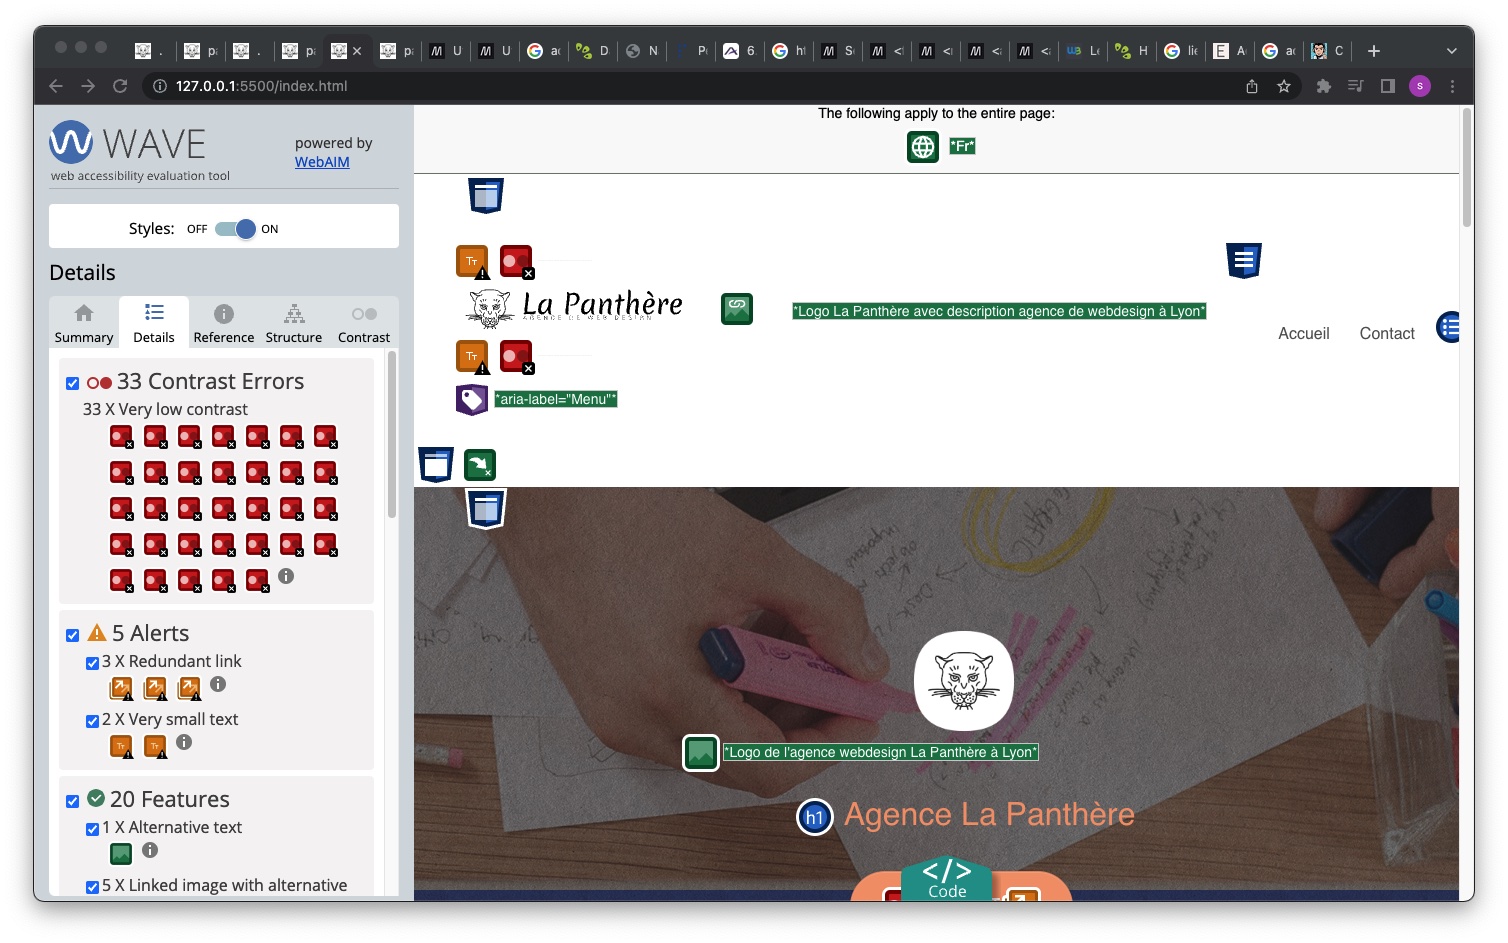 127.0.0.1:5500/index.html
WAVE
web accessibility evaluation tool
powered by
WebAIM
Styles: OFF ON
Details
Summary Details Reference Structure Contrast
33 Contrast Errors
33 X Very low contrast
5 Alerts
3 X Redundant link
2 X Very small text
20 Features
1 X Alternative text
5 X Linked image with alternative
The following apply to the entire page:
*Fr*
La Panthère
AGENCE DE WEB DESIGN
*Logo La Panthère avec description agence de webdesign à Lyon*
Accueil Contact
*aria-label="Menu"*
*Logo de l'agence webdesign La Panthère à Lyon*
h1 Agence La Panthère
</>
Code